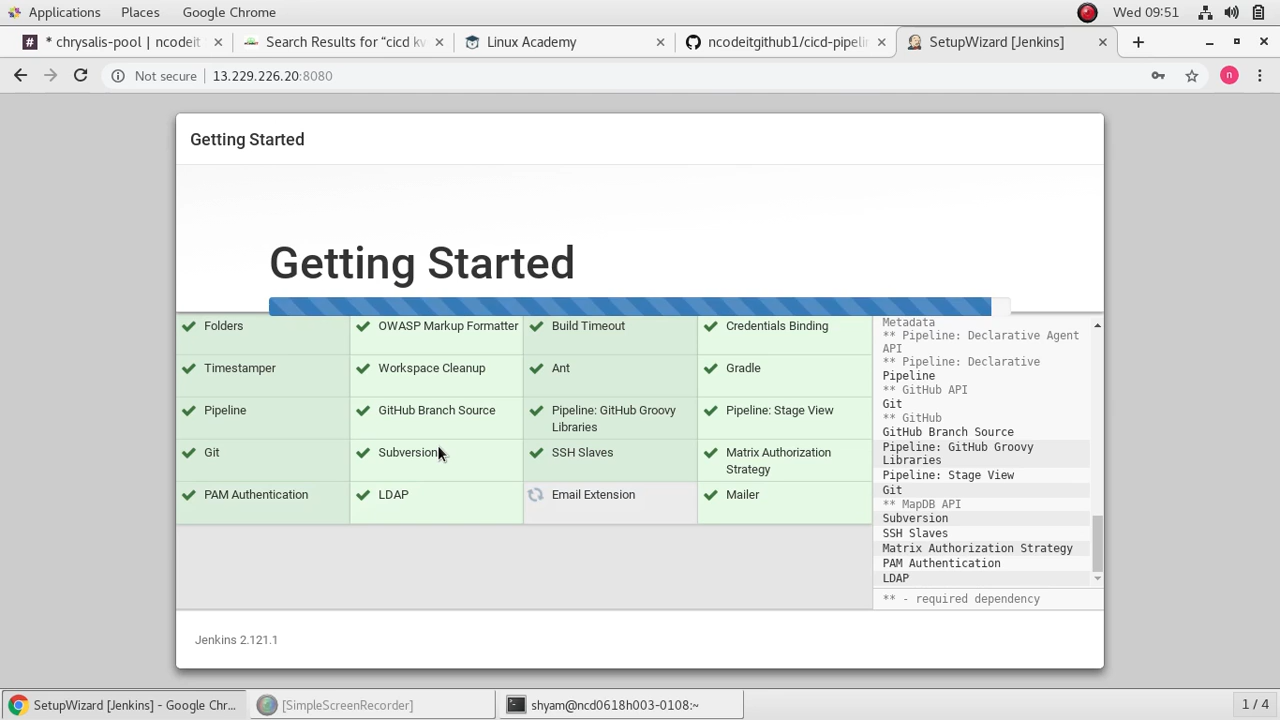 Applications Places Google Chrome Wed 09:51
* chrysalis-pool | ncodeit Search Results for “cicd kv Linux Academy ncodeitgithub1/cicd-pipelin SetupWizard [Jenkins]
Not secure 13.229.226.20:8080 n
Getting Started
Getting Started
Folders OWASP Markup Formatter Build Timeout Credentials Binding
Timestamper Workspace Cleanup Ant Gradle
Pipeline GitHub Branch Source Pipeline: GitHub Groovy
Libraries
Pipeline: Stage View
Git Subversion SSH Slaves Matrix Authorization
Strategy
PAM Authentication LDAP Email Extension Mailer
Metadata
** Pipeline: Declarative Agent
API
** Pipeline: Declarative
Pipeline
** GitHub API
Git
** GitHub
GitHub Branch Source
Pipeline: GitHub Groovy
Libraries
Pipeline: Stage View
Git
** MapDB API
Subversion
SSH Slaves
Matrix Authorization Strategy
PAM Authentication
LDAP
** - required dependency
Jenkins 2.121.1
SetupWizard [Jenkins] - Google Chr... [SimpleScreenRecorder] shyam@ncd0618h003-0108:~ 1 / 4